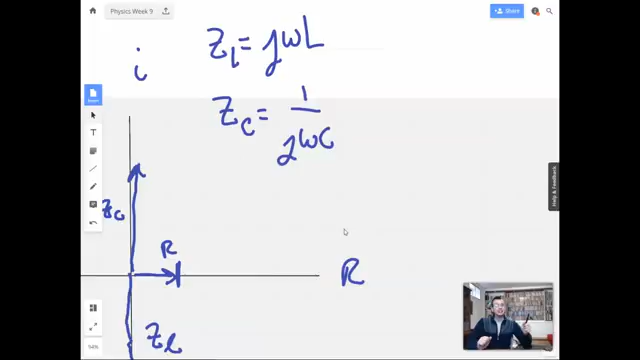 Physics Week 9
Share
i
Z_L = jωL
Z_C = 1/jωC
Z_C
R
R
Z_L
Help & Feedback
54%